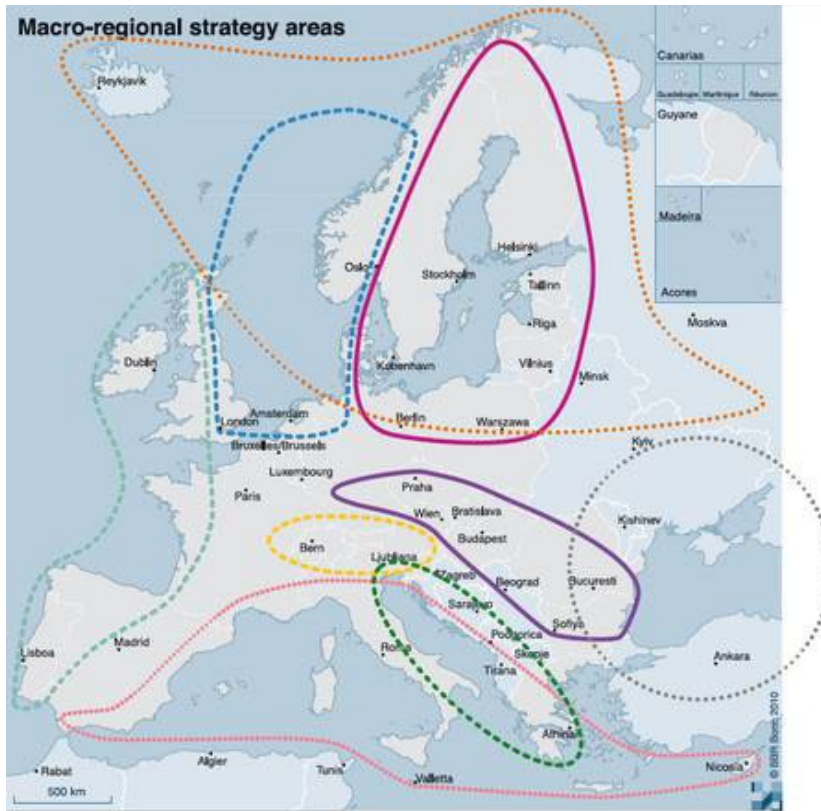 Macro-regional strategy areas
Canarias
Guadeloupe
Martinique
Réunion
Guyane
Madeira
Acores
Reykjavik
Oslo
Helsinki
Stockholm
Tallinn
Riga
Moskva
Dublin
København
Vilnius
Minsk
London
Amsterdam
Berlin
Warszawa
Bruxelles/Brussels
Kyiv
Luxembourg
Paris
Praha
Wien
Bratislava
Kishinev
Bern
Budapest
Ljubljana
Zagreb
Beograd
Bucuresti
Sarajevo
Lisboa
Madrid
Roma
Podgorica
Sofiya
Skopje
Tirana
Ankara
Athina
Rabat
Algier
Tunis
Valletta
Nicosia
500 km
© BBR Bonn, 2010